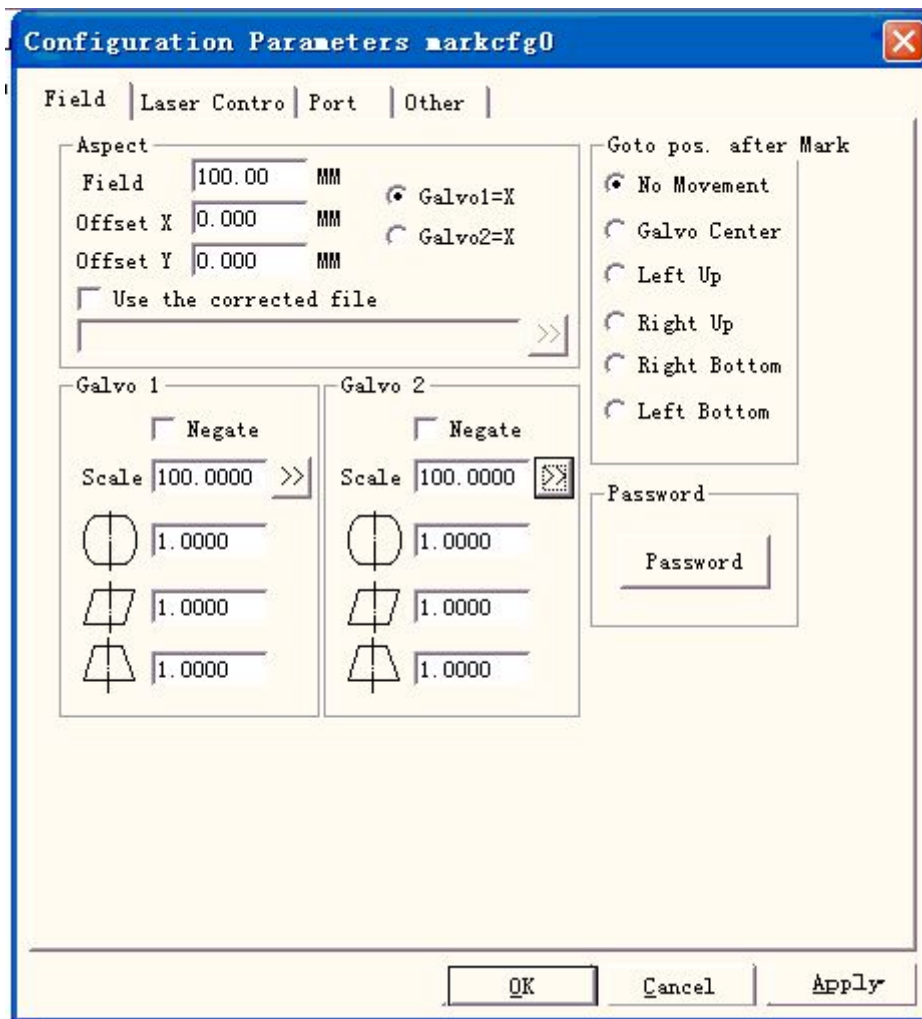 Configuration Parameters markcfg0
Field Laser Contro Port Other
Aspect
Field 100.00 MM
Offset X 0.000 MM
Offset Y 0.000 MM
Galvo1=X
Galvo2=X
Use the corrected file
>>
Galvo 1
Negate
Scale 100.0000 >>
1.0000
1.0000
1.0000
Galvo 2
Negate
Scale 100.0000 >>
1.0000
1.0000
1.0000
Goto pos. after Mark
No Movement
Galvo Center
Left Up
Right Up
Right Bottom
Left Bottom
Password
Password
OK Cancel Apply